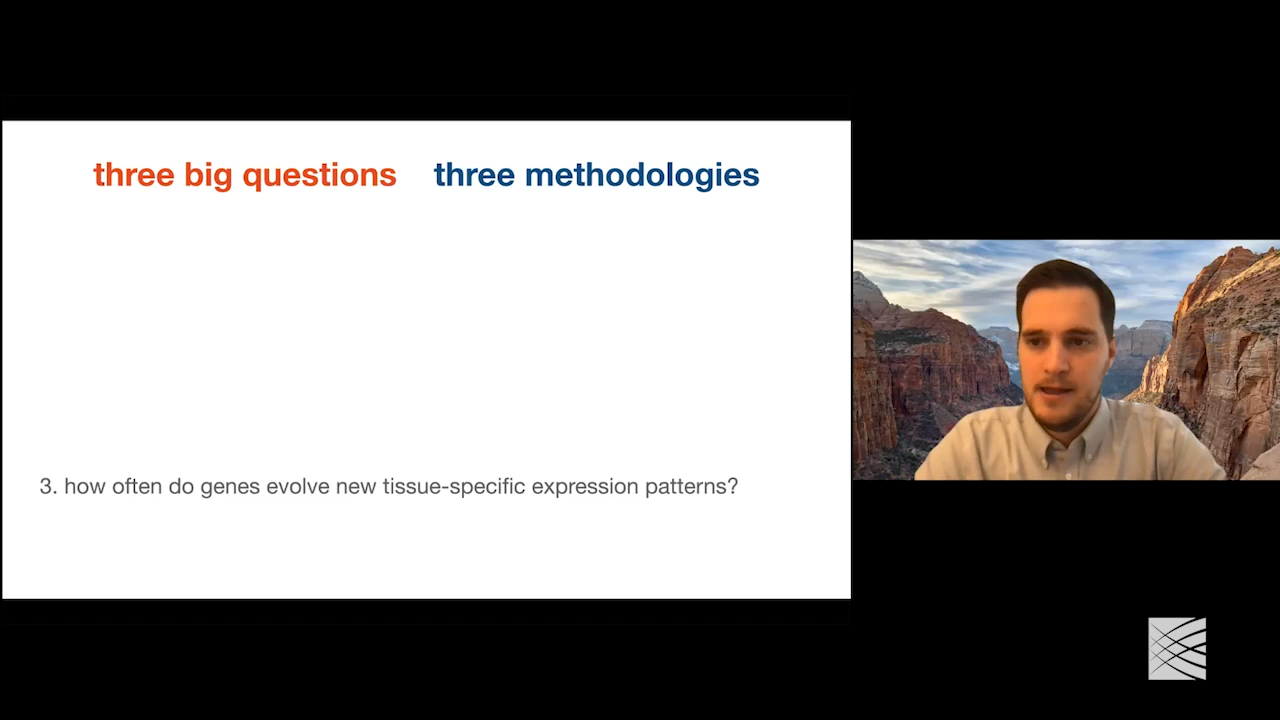 three big questions three methodologies
3. how often do genes evolve new tissue-specific expression patterns?